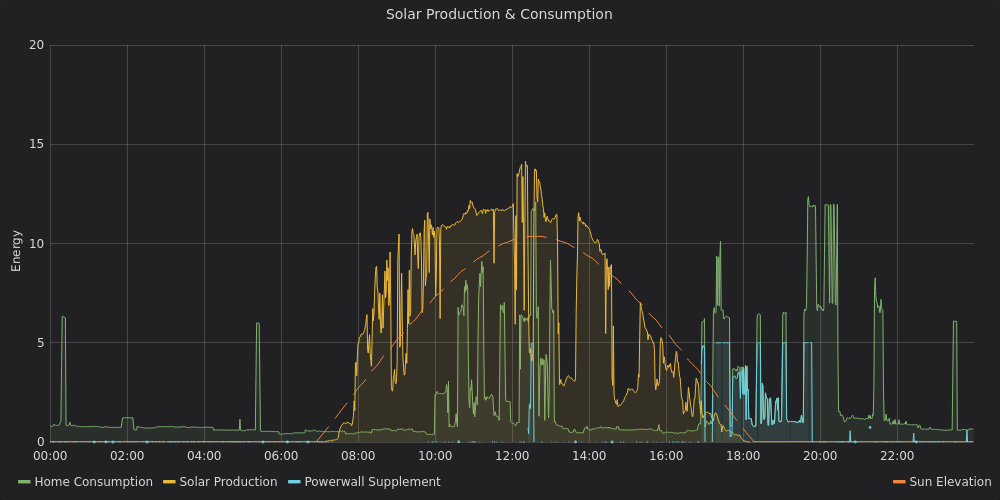 Solar Production & Consumption
20
15
10
5
0
Energy
00:00 02:00 04:00 06:00 08:00 10:00 12:00 14:00 16:00 18:00 20:00 22:00
Home Consumption Solar Production Powerwall Supplement Sun Elevation